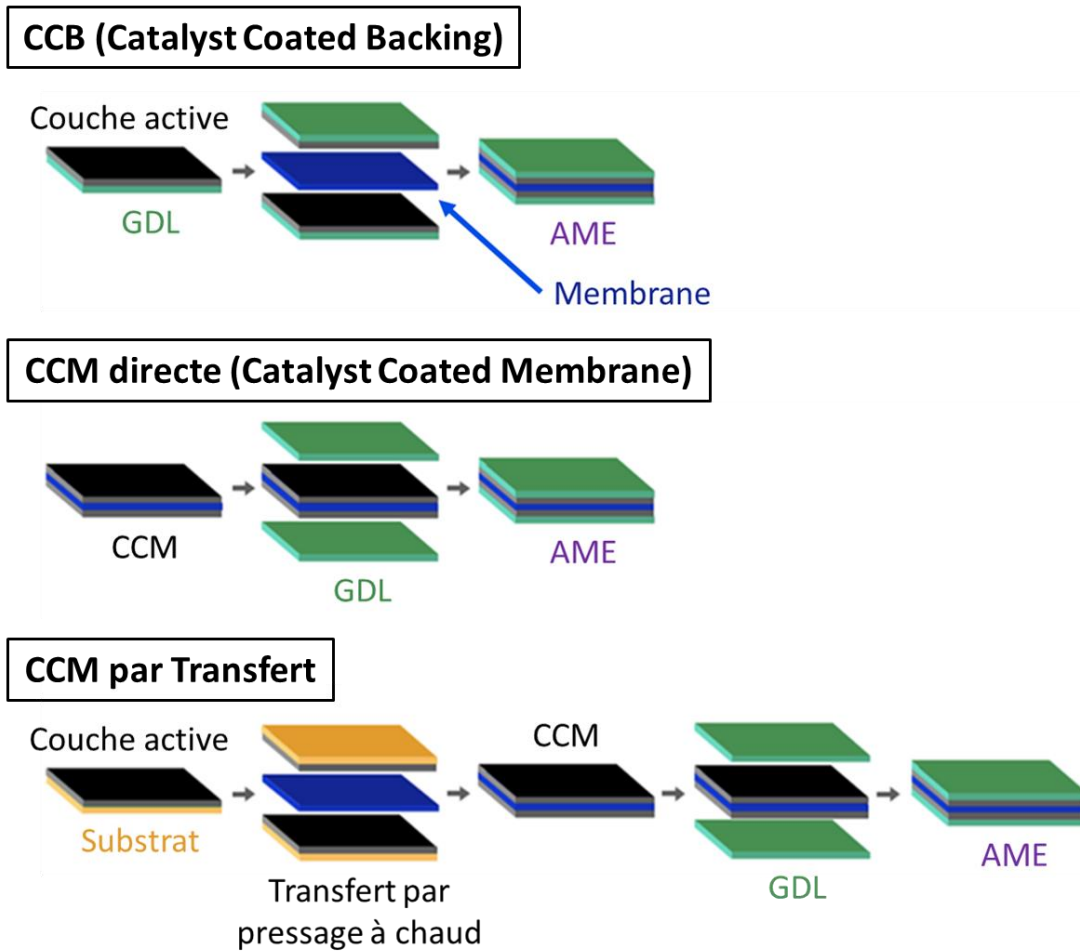 CCB (Catalyst Coated Backing)
Couche active
GDL
AME
Membrane
CCM directe (Catalyst Coated Membrane)
CCM
GDL
AME
CCM par Transfert
Couche active
CCM
Substrat
Transfert par
pressage à chaud
GDL
AME